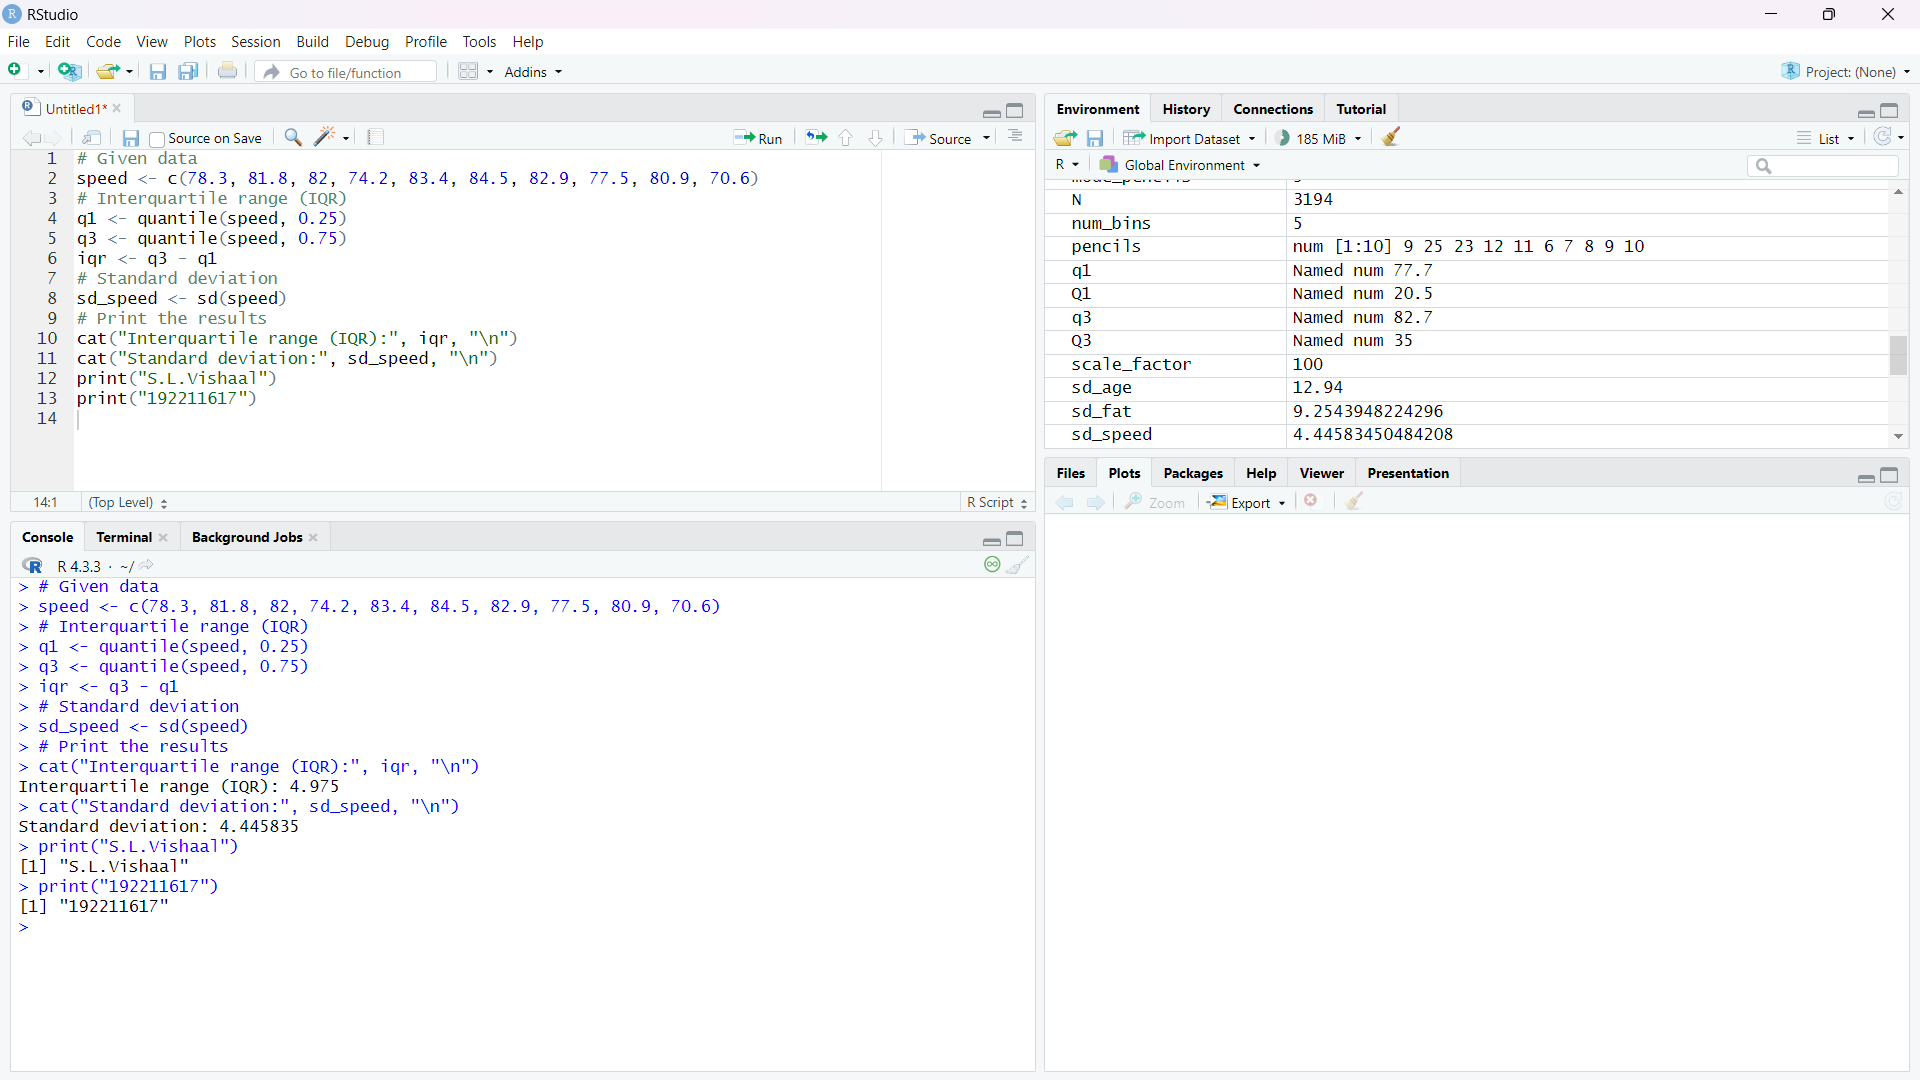 RStudio
File Edit Code View Plots Session Build Debug Profile Tools Help
Go to file/function Addins Project: (None)
Untitled1*
Source on Save Run Source
1 # Given data
2 speed <- c(78.3, 81.8, 82, 74.2, 83.4, 84.5, 82.9, 77.5, 80.9, 70.6)
3 # Interquartile range (IQR)
4 q1 <- quantile(speed, 0.25)
5 q3 <- quantile(speed, 0.75)
6 iqr <- q3 - q1
7 # Standard deviation
8 sd_speed <- sd(speed)
9 # Print the results
10 cat("Interquartile range (IQR):", iqr, "\n")
11 cat("Standard deviation:", sd_speed, "\n")
12 print("S.L.Vishaal")
13 print("192211617")
14
14:1 (Top Level) R Script
Console Terminal Background Jobs
R 4.3.3 · ~/
> # Given data
> speed <- c(78.3, 81.8, 82, 74.2, 83.4, 84.5, 82.9, 77.5, 80.9, 70.6)
> # Interquartile range (IQR)
> q1 <- quantile(speed, 0.25)
> q3 <- quantile(speed, 0.75)
> iqr <- q3 - q1
> # Standard deviation
> sd_speed <- sd(speed)
> # Print the results
> cat("Interquartile range (IQR):", iqr, "\n")
Interquartile range (IQR): 4.975
> cat("Standard deviation:", sd_speed, "\n")
Standard deviation: 4.445835
> print("S.L.Vishaal")
[1] "S.L.Vishaal"
> print("192211617")
[1] "192211617"
>
Environment History Connections Tutorial
Import Dataset 185 MiB List
R Global Environment
N 3194
num_bins 5
pencils num [1:10] 9 25 23 12 11 6 7 8 9 10
q1 Named num 77.7
Q1 Named num 20.5
q3 Named num 82.7
Q3 Named num 35
scale_factor 100
sd_age 12.94
sd_fat 9.2543948224296
sd_speed 4.44583450484208
Files Plots Packages Help Viewer Presentation
Zoom Export